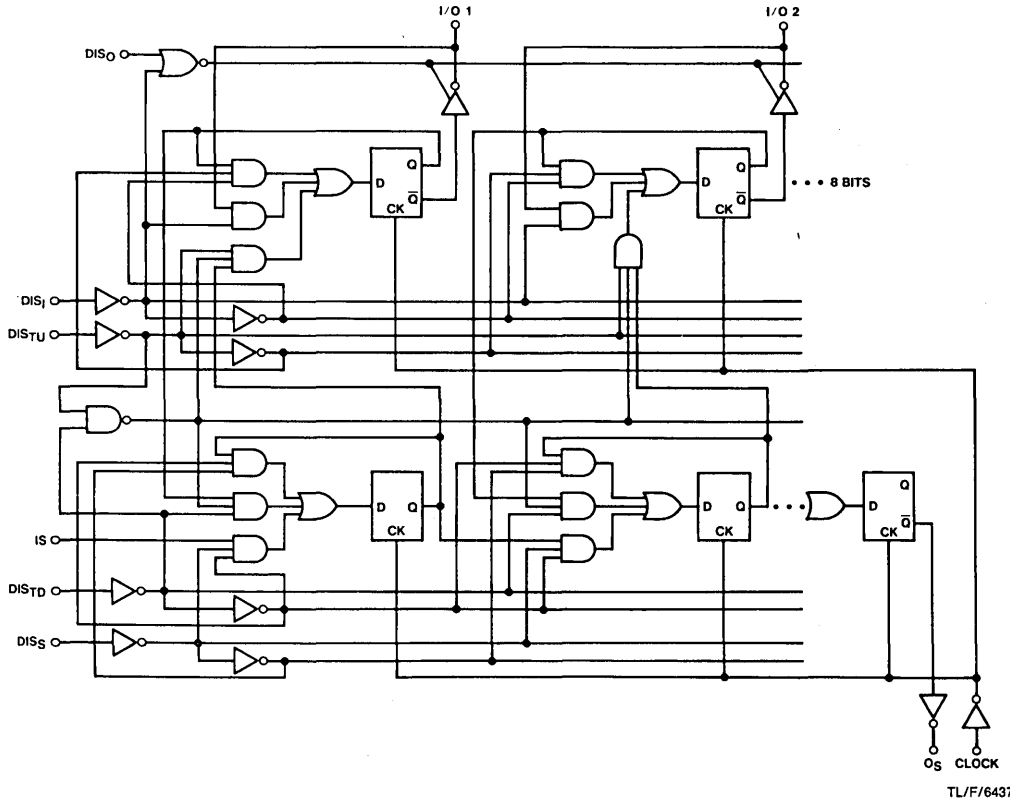 I/O 1
I/O 2
DISO
D
Q
Q
CK
D
Q
Q
CK
• • • 8 BITS
DISI
DISTU
D
Q
CK
D
Q
CK
• • •
D
Q
Q
CK
IS
DISTD
DISS
OS
CLOCK
TL/F/6437